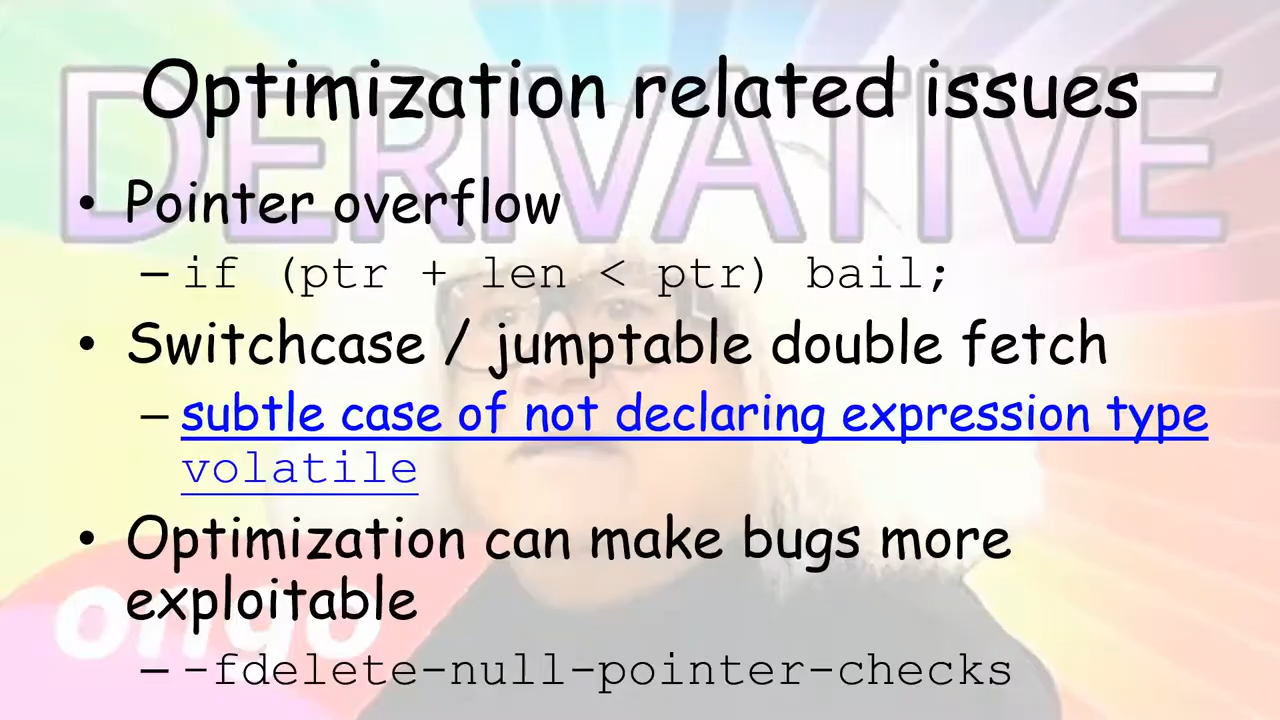 DERIVATIVE
Optimization related issues
• Pointer overflow
– if (ptr + len < ptr) bail;
• Switchcase / jumptable double fetch
– subtle case of not declaring expression type
volatile
• Optimization can make bugs more
exploitable
– -fdelete-null-pointer-checks